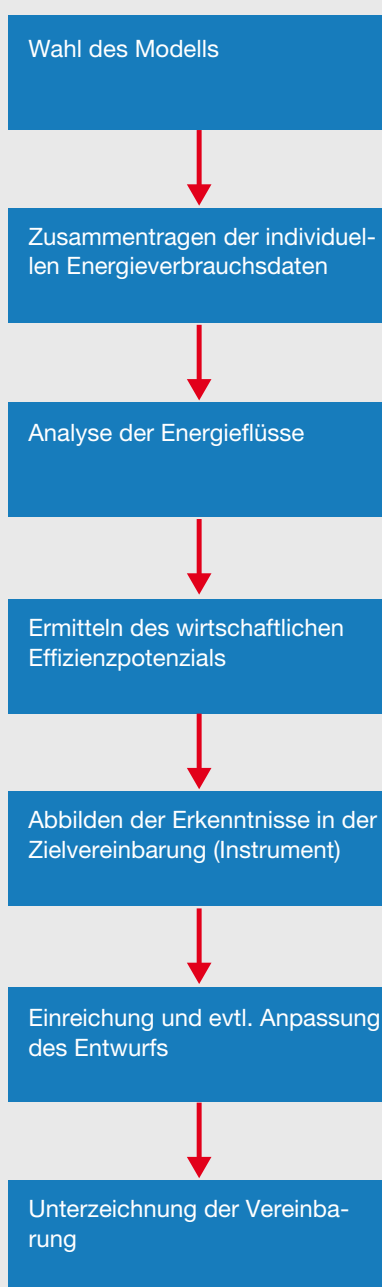 Wahl des Modells
Zusammentragen der individuel-
len Energieverbrauchsdaten
Analyse der Energieflüsse
Ermitteln des wirtschaftlichen
Effizienzpotenzials
Abbilden der Erkenntnisse in der
Zielvereinbarung (Instrument)
Einreichung und evtl. Anpassung
des Entwurfs
Unterzeichnung der Vereinba-
rung